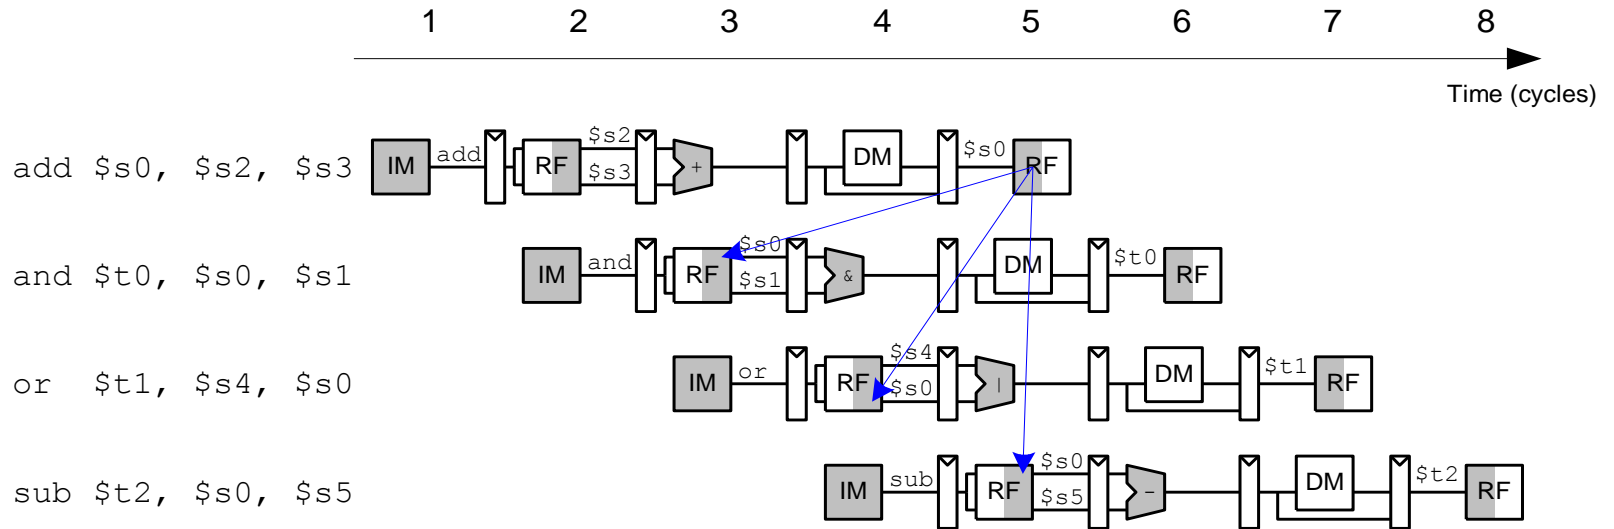 1 2 3 4 5 6 7 8
Time (cycles)
add $s0, $s2, $s3 IM add RF $s2 $s3 + DM $s0 RF
and $t0, $s0, $s1 IM and RF $s0 $s1 & DM $t0 RF
or $t1, $s4, $s0 IM or RF $s4 $s0 | DM $t1 RF
sub $t2, $s0, $s5 IM sub RF $s0 $s5 - DM $t2 RF